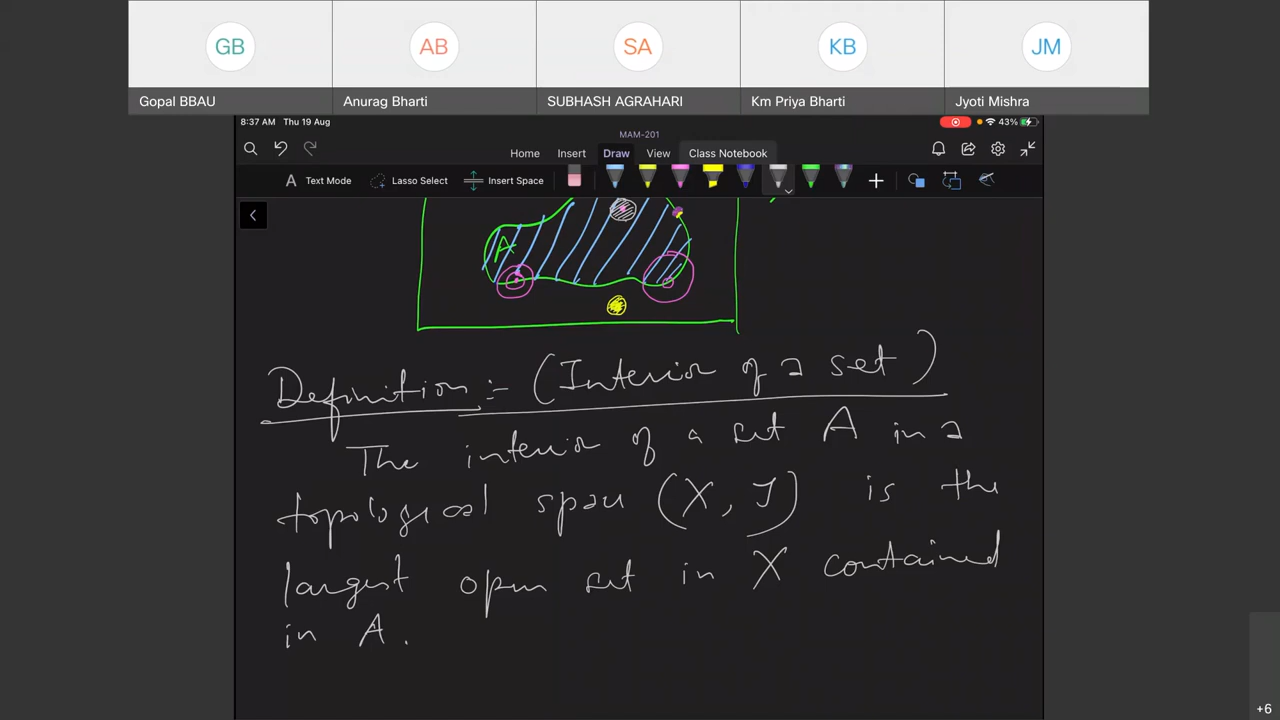 GB
AB
SA
KB
JM
Gopal BBAU
Anurag Bharti
SUBHASH AGRAHARI
Km Priya Bharti
Jyoti Mishra
8:37 AM Thu 19 Aug
43%
MAM-201
Home Insert Draw View Class Notebook
A Text Mode Lasso Select Insert Space
A
Definition :- (Interior of a set)
The interior of a set A in a
topological space (X, J) is the
largest open set in X contained
in A.
+6